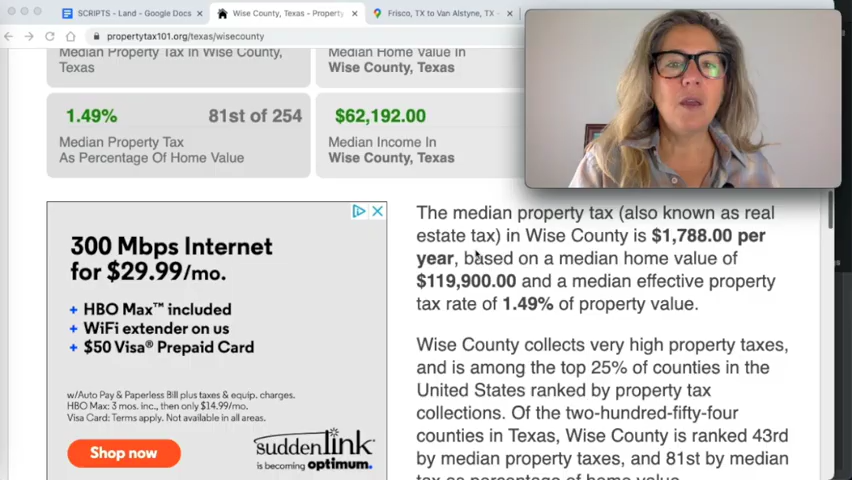 SCRIPTS - Land - Google Docs
Wise County, Texas - Property
Frisco, TX to Van Alstyne, TX -
propertytax101.org/texas/wisecounty
Median Property Tax In Wise County,
Texas
Median Home Value In
Wise County, Texas
1.49% 81st of 254
Median Property Tax
As Percentage Of Home Value
$62,192.00
Median Income In
Wise County, Texas
300 Mbps Internet
for $29.99/mo.
+ HBO Max™ included
+ WiFi extender on us
+ $50 Visa® Prepaid Card
w/Auto Pay & Paperless Bill plus taxes & equip. charges.
HBO Max: 3 mos. inc., then only $14.99/mo.
Visa Card: Terms apply. Not available in all areas.
Shop now
suddenlink
is becoming optimum.
The median property tax (also known as real
estate tax) in Wise County is $1,788.00 per
year, based on a median home value of
$119,900.00 and a median effective property
tax rate of 1.49% of property value.
Wise County collects very high property taxes,
and is among the top 25% of counties in the
United States ranked by property tax
collections. Of the two-hundred-fifty-four
counties in Texas, Wise County is ranked 43rd
by median property taxes, and 81st by median
tax as percentage of home value.